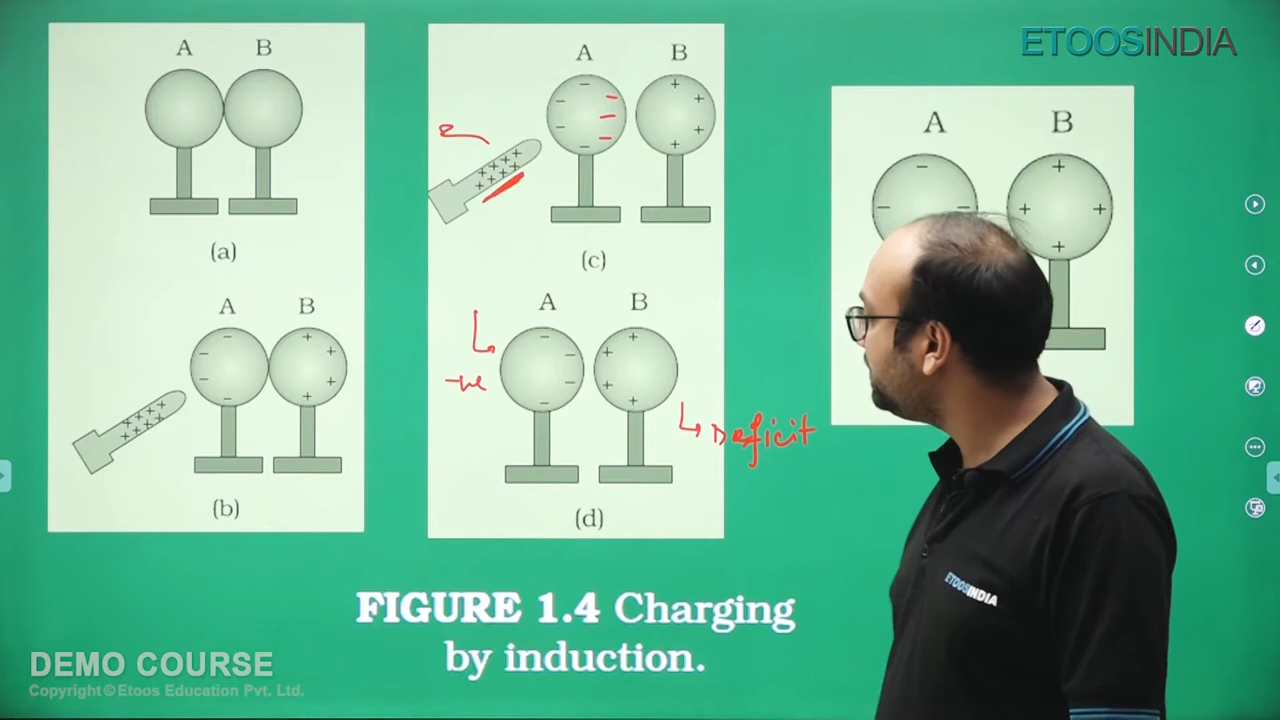 ETOOSINDIA
A B
(a)
A B
+ + + + + + + +
− − − −
+ + + +
(b)
A B
− − − −
− − −
+ + + +
+ + + + + + + +
(c)
A B
− − − −
+ + + +
-ve
Deficit
(d)
A B
− − −
+ + + +
FIGURE 1.4 Charging
by induction.
ETOOSINDIA
DEMO COURSE
Copyright © Etoos Education Pvt. Ltd.